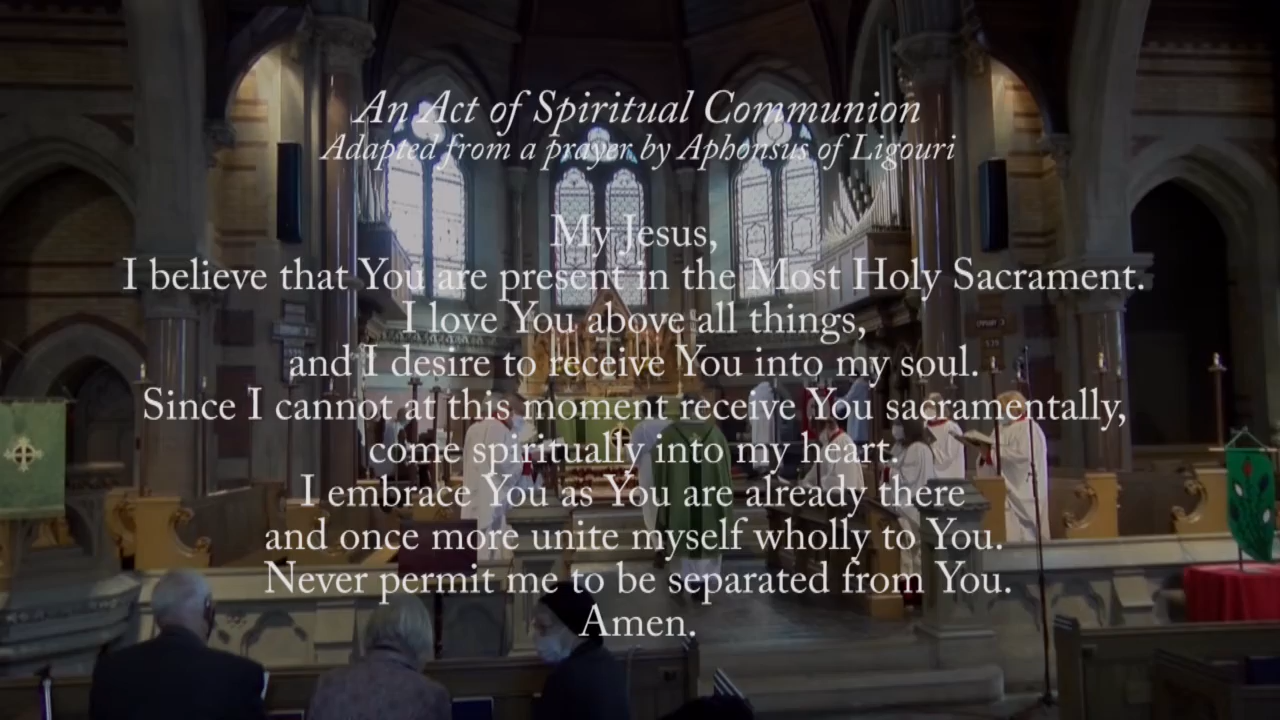 An Act of Spiritual Communion
Adapted from a prayer by Aphonsus of Ligouri
My Jesus,
I believe that You are present in the Most Holy Sacrament.
I love You above all things,
and I desire to receive You into my soul.
Since I cannot at this moment receive You sacramentally,
come spiritually into my heart.
I embrace You as You are already there
and once more unite myself wholly to You.
Never permit me to be separated from You.
Amen.